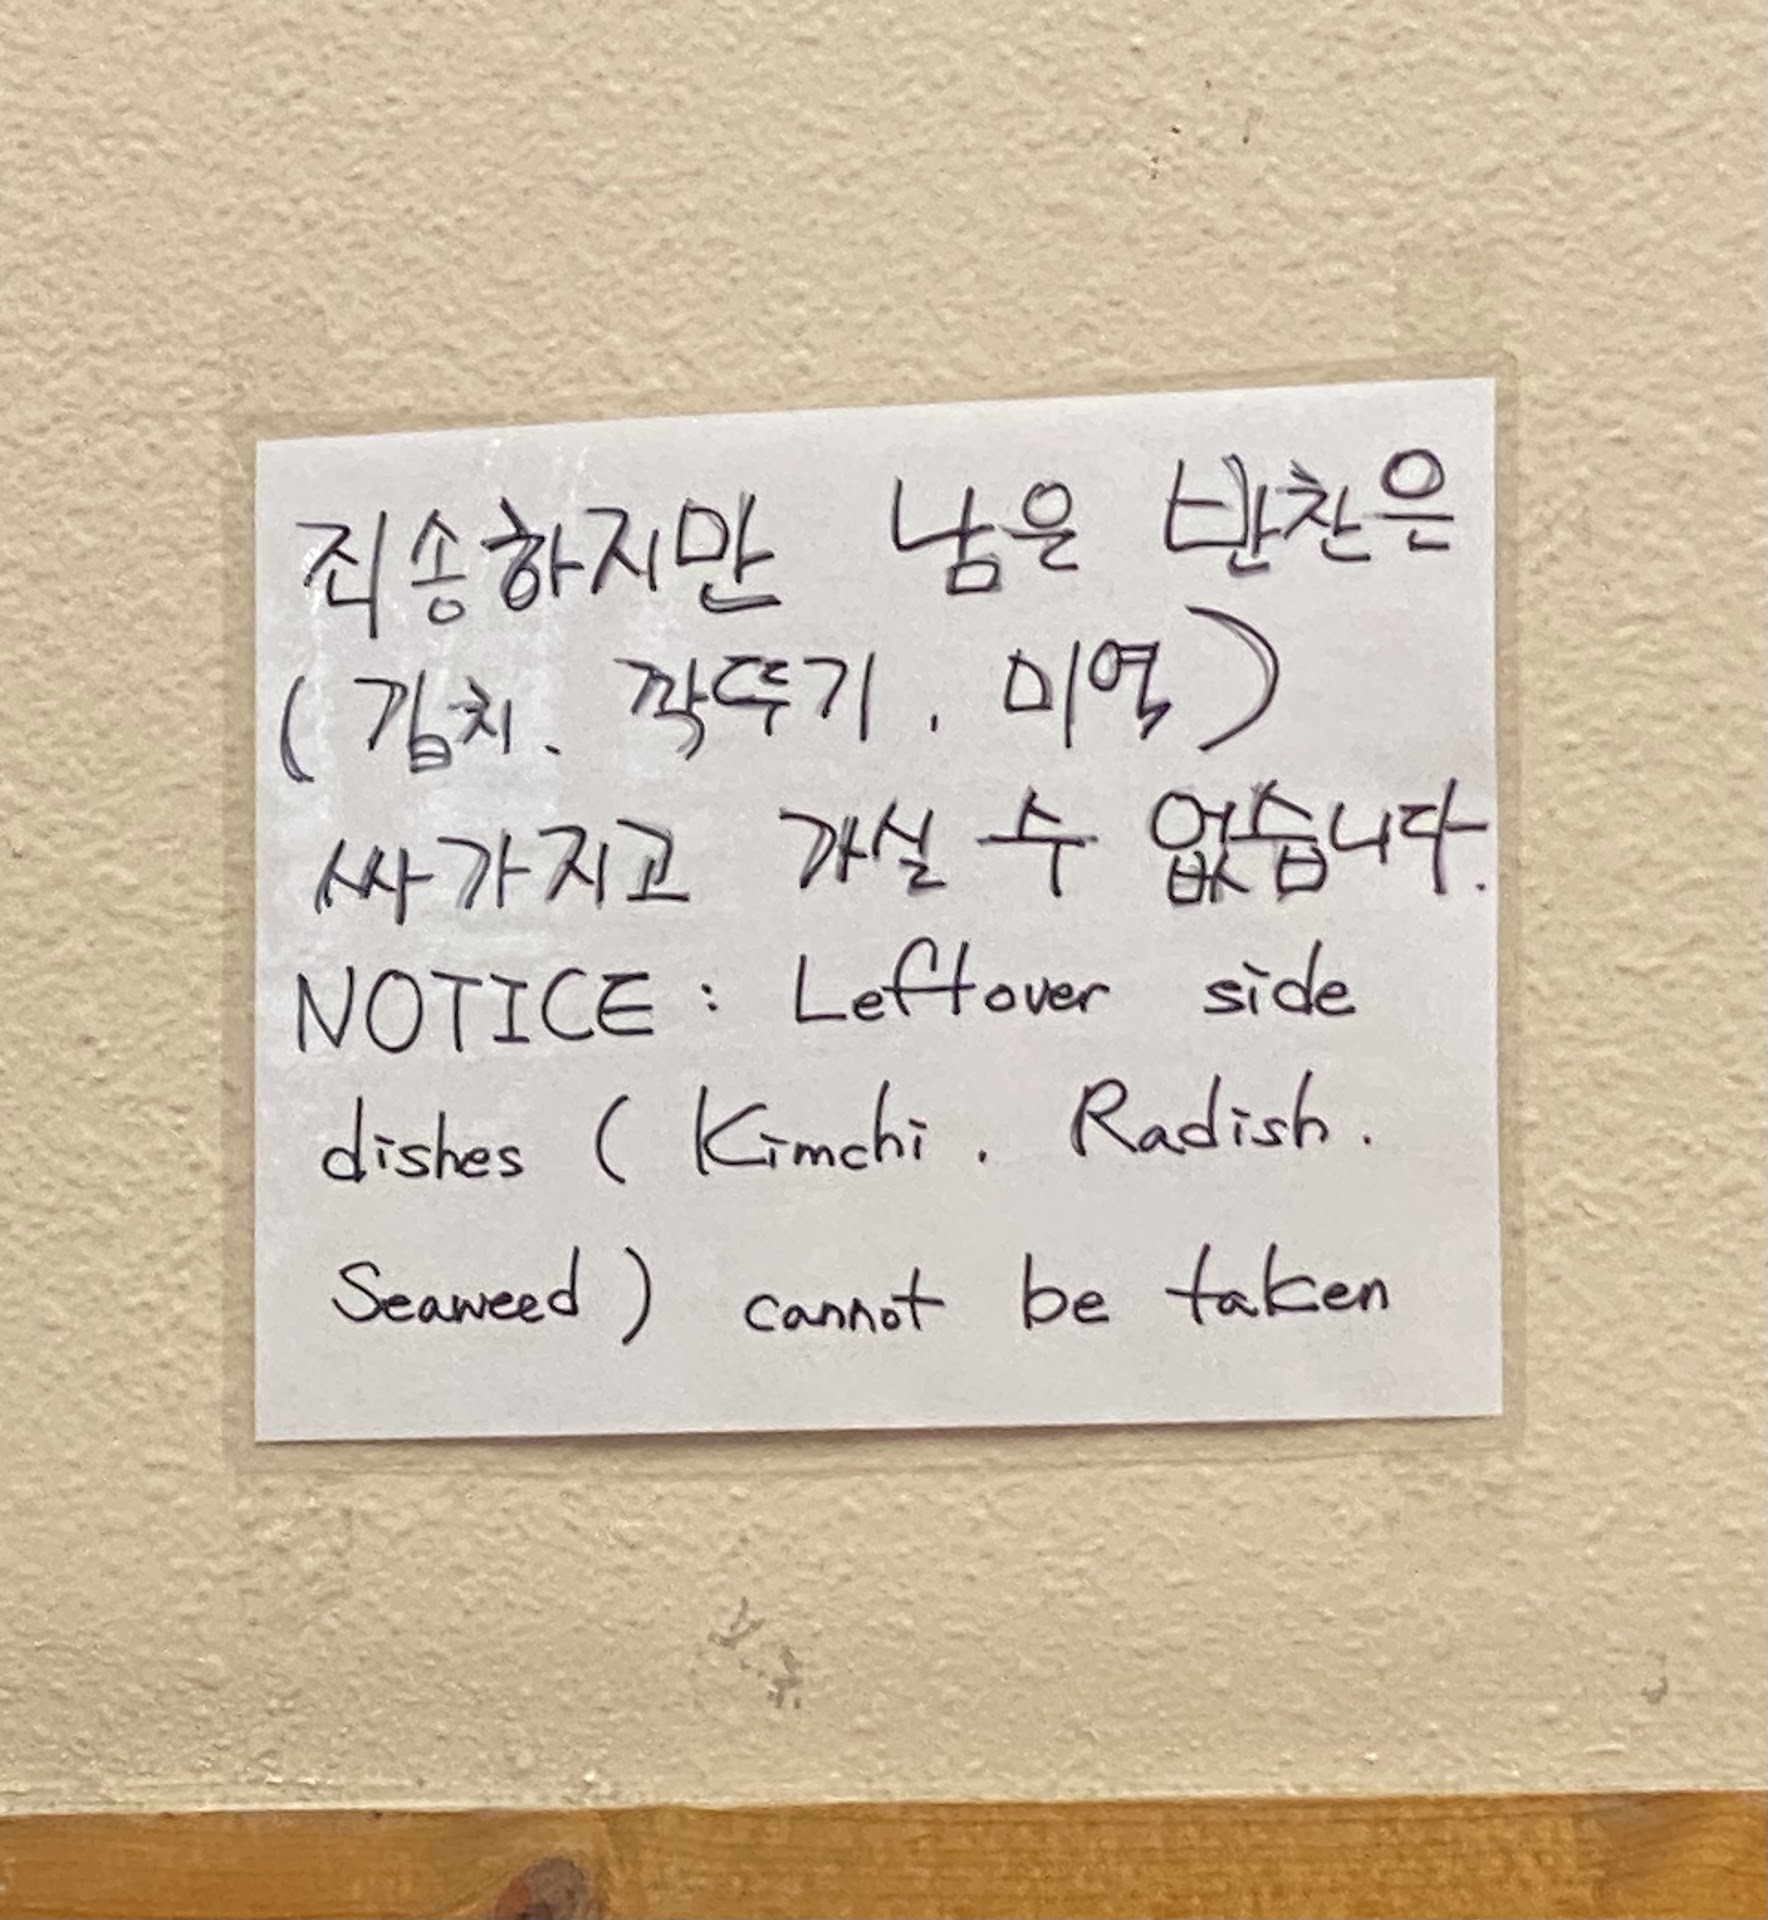 죄송하지만 남은 반찬은
(김치. 깍뚜기. 미역)
싸가지고 가실 수 없습니다.
NOTICE: Leftover side
dishes (Kimchi. Radish.
Seaweed) cannot be taken